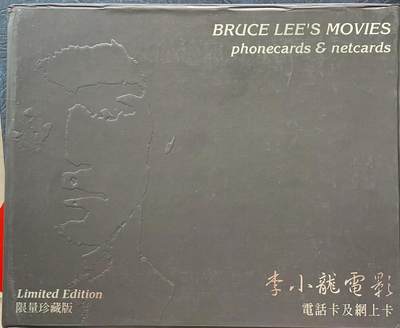 BRUCE LEE'S MOVIES
phonecards & netcards
Limited Edition
限量珍藏版
李小龍電影
電話卡及網上卡